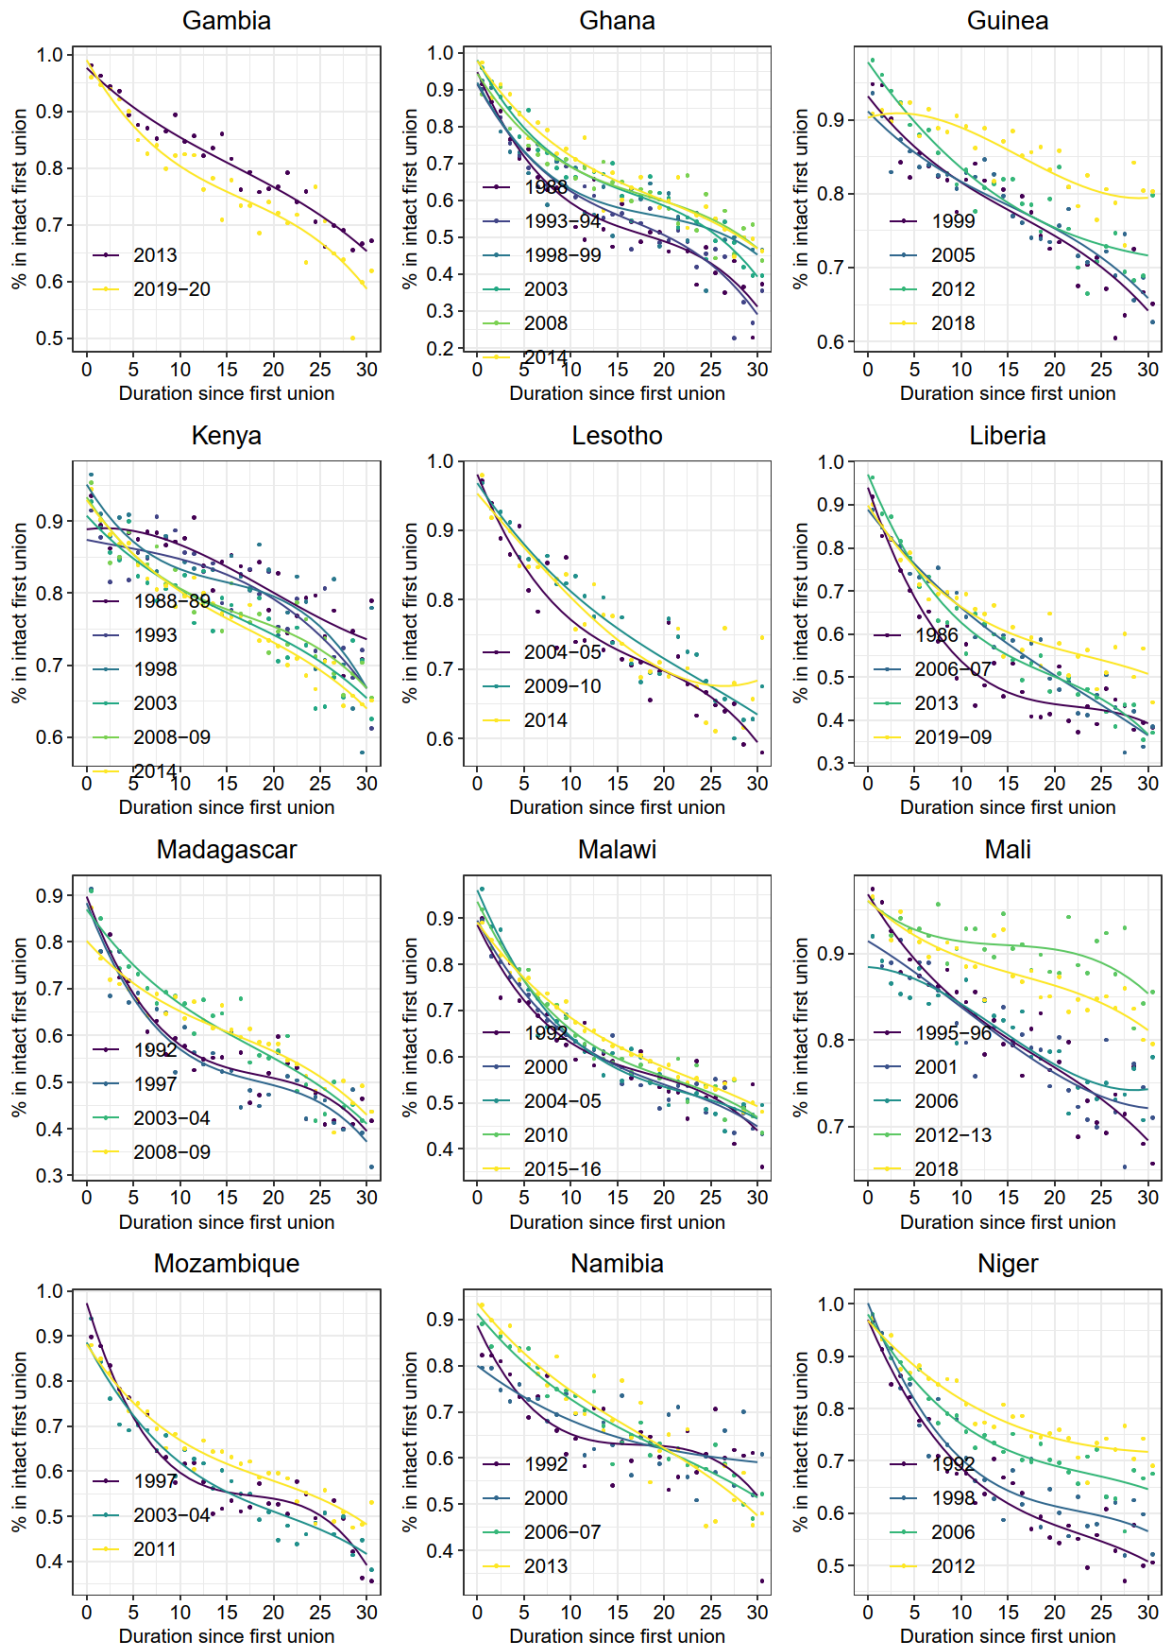 Gambia
% in intact first union
1.0
0.9
0.8
0.7
0.6
0.5
2013
2019−20
0 5 10 15 20 25 30
Duration since first union
Ghana
% in intact first union
1.0
0.9
0.8
0.7
0.6
0.5
0.4
0.3
0.2
1988
1993−94
1998−99
2003
2008
2014
0 5 10 15 20 25 30
Duration since first union
Guinea
% in intact first union
0.9
0.8
0.7
0.6
1999
2005
2012
2018
0 5 10 15 20 25 30
Duration since first union
Kenya
% in intact first union
0.9
0.8
0.7
0.6
1988−89
1993
1998
2003
2008−09
2014
0 5 10 15 20 25 30
Duration since first union
Lesotho
% in intact first union
1.0
0.9
0.8
0.7
0.6
2004−05
2009−10
2014
0 5 10 15 20 25 30
Duration since first union
Liberia
% in intact first union
1.0
0.9
0.8
0.7
0.6
0.5
0.4
0.3
1986
2006−07
2013
2019−09
0 5 10 15 20 25 30
Duration since first union
Madagascar
% in intact first union
0.9
0.8
0.7
0.6
0.5
0.4
0.3
1992
1997
2003−04
2008−09
0 5 10 15 20 25 30
Duration since first union
Malawi
% in intact first union
0.9
0.8
0.7
0.6
0.5
0.4
1992
2000
2004−05
2010
2015−16
0 5 10 15 20 25 30
Duration since first union
Mali
% in intact first union
0.9
0.8
0.7
1995−96
2001
2006
2012−13
2018
0 5 10 15 20 25 30
Duration since first union
Mozambique
% in intact first union
1.0
0.9
0.8
0.7
0.6
0.5
0.4
1997
2003−04
2011
0 5 10 15 20 25 30
Duration since first union
Namibia
% in intact first union
0.9
0.8
0.7
0.6
0.5
0.4
1992
2000
2006−07
2013
0 5 10 15 20 25 30
Duration since first union
Niger
% in intact first union
1.0
0.9
0.8
0.7
0.6
0.5
1992
1998
2006
2012
0 5 10 15 20 25 30
Duration since first union